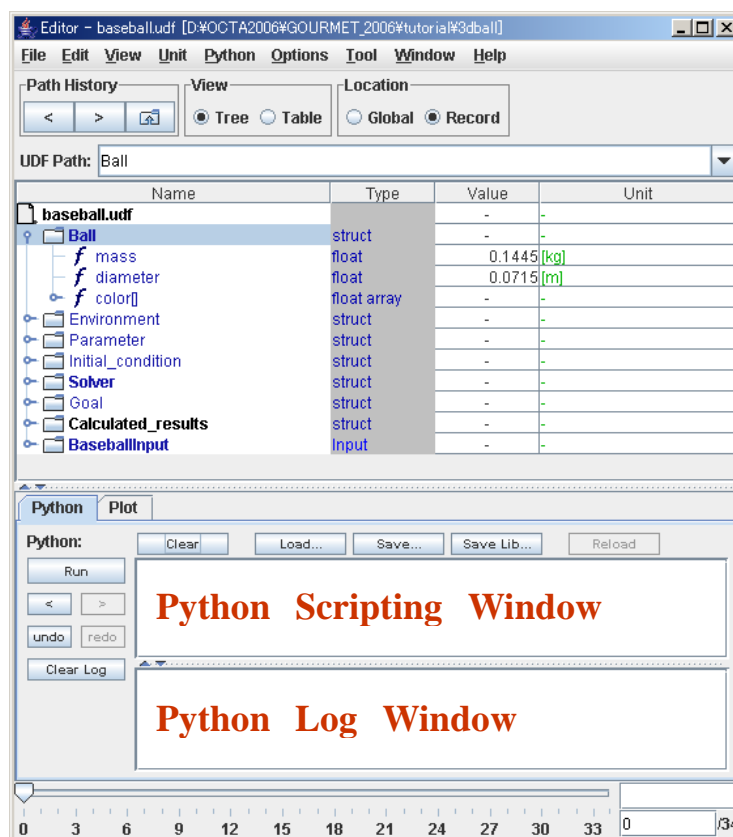 Editor - baseball.udf [D:¥OCTA2006¥GOURMET_2006¥tutorial¥3dball]
File Edit View Unit Python Options Tool Window Help
Path History View Location
< > Tree Table Global Record
UDF Path: Ball
Name Type Value Unit
baseball.udf - -
Ball struct - -
f mass float 0.1445 [kg]
f diameter float 0.0715 [m]
f color[] float array - -
Environment struct - -
Parameter struct - -
Initial_condition struct - -
Solver struct - -
Goal struct - -
Calculated_results struct - -
BaseballInput Input - -
Python Plot
Python: Clear Load... Save... Save Lib... Reload
Run
< >
undo redo
Clear Log
Python Scripting Window
Python Log Window
0 3 6 9 12 15 18 21 24 27 30 33 0 /34